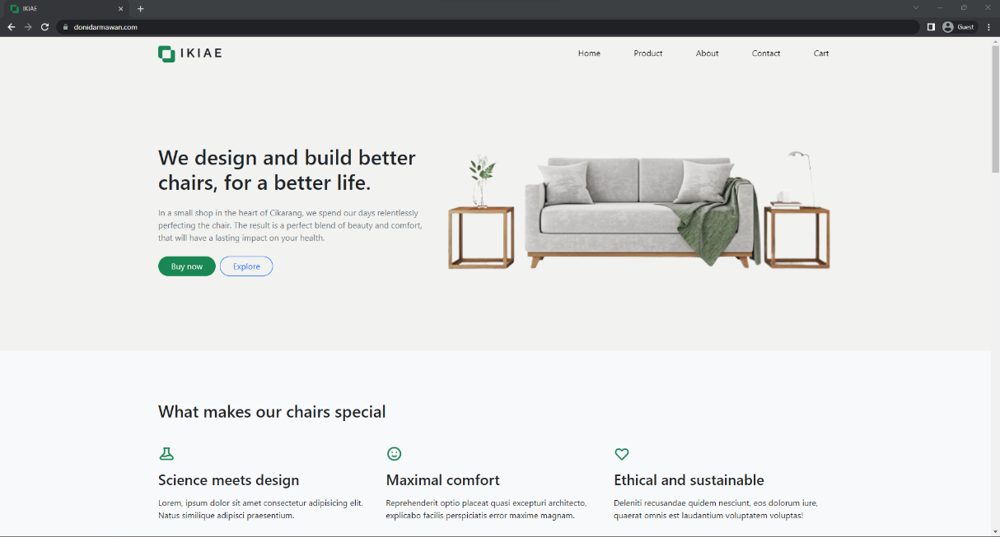 IKIAE
donidarmawan.com
Guest
IKIAE
Home
Product
About
Contact
Cart
We design and build better
chairs, for a better life.
In a small shop in the heart of Cikarang, we spend our days relentlessly
perfecting the chair. The result is a perfect blend of beauty and comfort,
that will have a lasting impact on your health.
Buy now
Explore
What makes our chairs special
Science meets design
Lorem, ipsum dolor sit amet consectetur adipisicing elit.
Natus similique adipisci praesentium.
Maximal comfort
Reprehenderit optio placeat quasi excepturi architecto,
explicabo facilis perspiciatis error maxime magnam.
Ethical and sustainable
Deleniti recusandae quidem nesciunt, eos dolorum iure,
quaerat omnis est laudantium voluptatem voluptas!